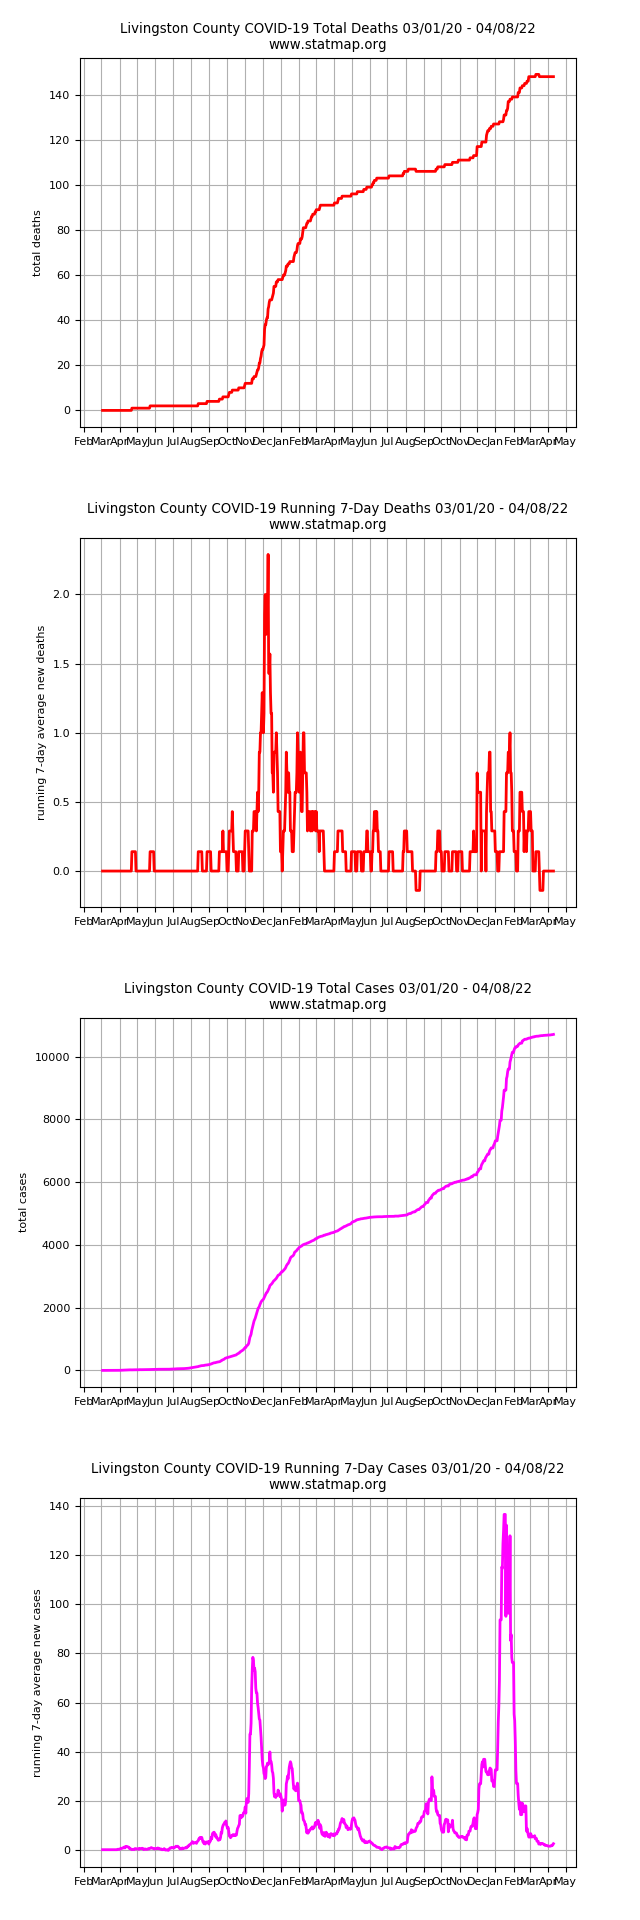 Livingston County COVID-19 Total Deaths 03/01/20 - 04/08/22
www.statmap.org
140
120
100
80
60
40
20
0
total deaths
Feb Mar Apr May Jun Jul Aug Sep Oct Nov Dec Jan Feb Mar Apr May Jun Jul Aug Sep Oct Nov Dec Jan Feb Mar Apr May
Livingston County COVID-19 Running 7-Day Deaths 03/01/20 - 04/08/22
www.statmap.org
2.0
1.5
1.0
0.5
0.0
running 7-day average new deaths
Feb Mar Apr May Jun Jul Aug Sep Oct Nov Dec Jan Feb Mar Apr May Jun Jul Aug Sep Oct Nov Dec Jan Feb Mar Apr May
Livingston County COVID-19 Total Cases 03/01/20 - 04/08/22
www.statmap.org
10000
8000
6000
4000
2000
0
total cases
Feb Mar Apr May Jun Jul Aug Sep Oct Nov Dec Jan Feb Mar Apr May Jun Jul Aug Sep Oct Nov Dec Jan Feb Mar Apr May
Livingston County COVID-19 Running 7-Day Cases 03/01/20 - 04/08/22
www.statmap.org
140
120
100
80
60
40
20
0
running 7-day average new cases
Feb Mar Apr May Jun Jul Aug Sep Oct Nov Dec Jan Feb Mar Apr May Jun Jul Aug Sep Oct Nov Dec Jan Feb Mar Apr May